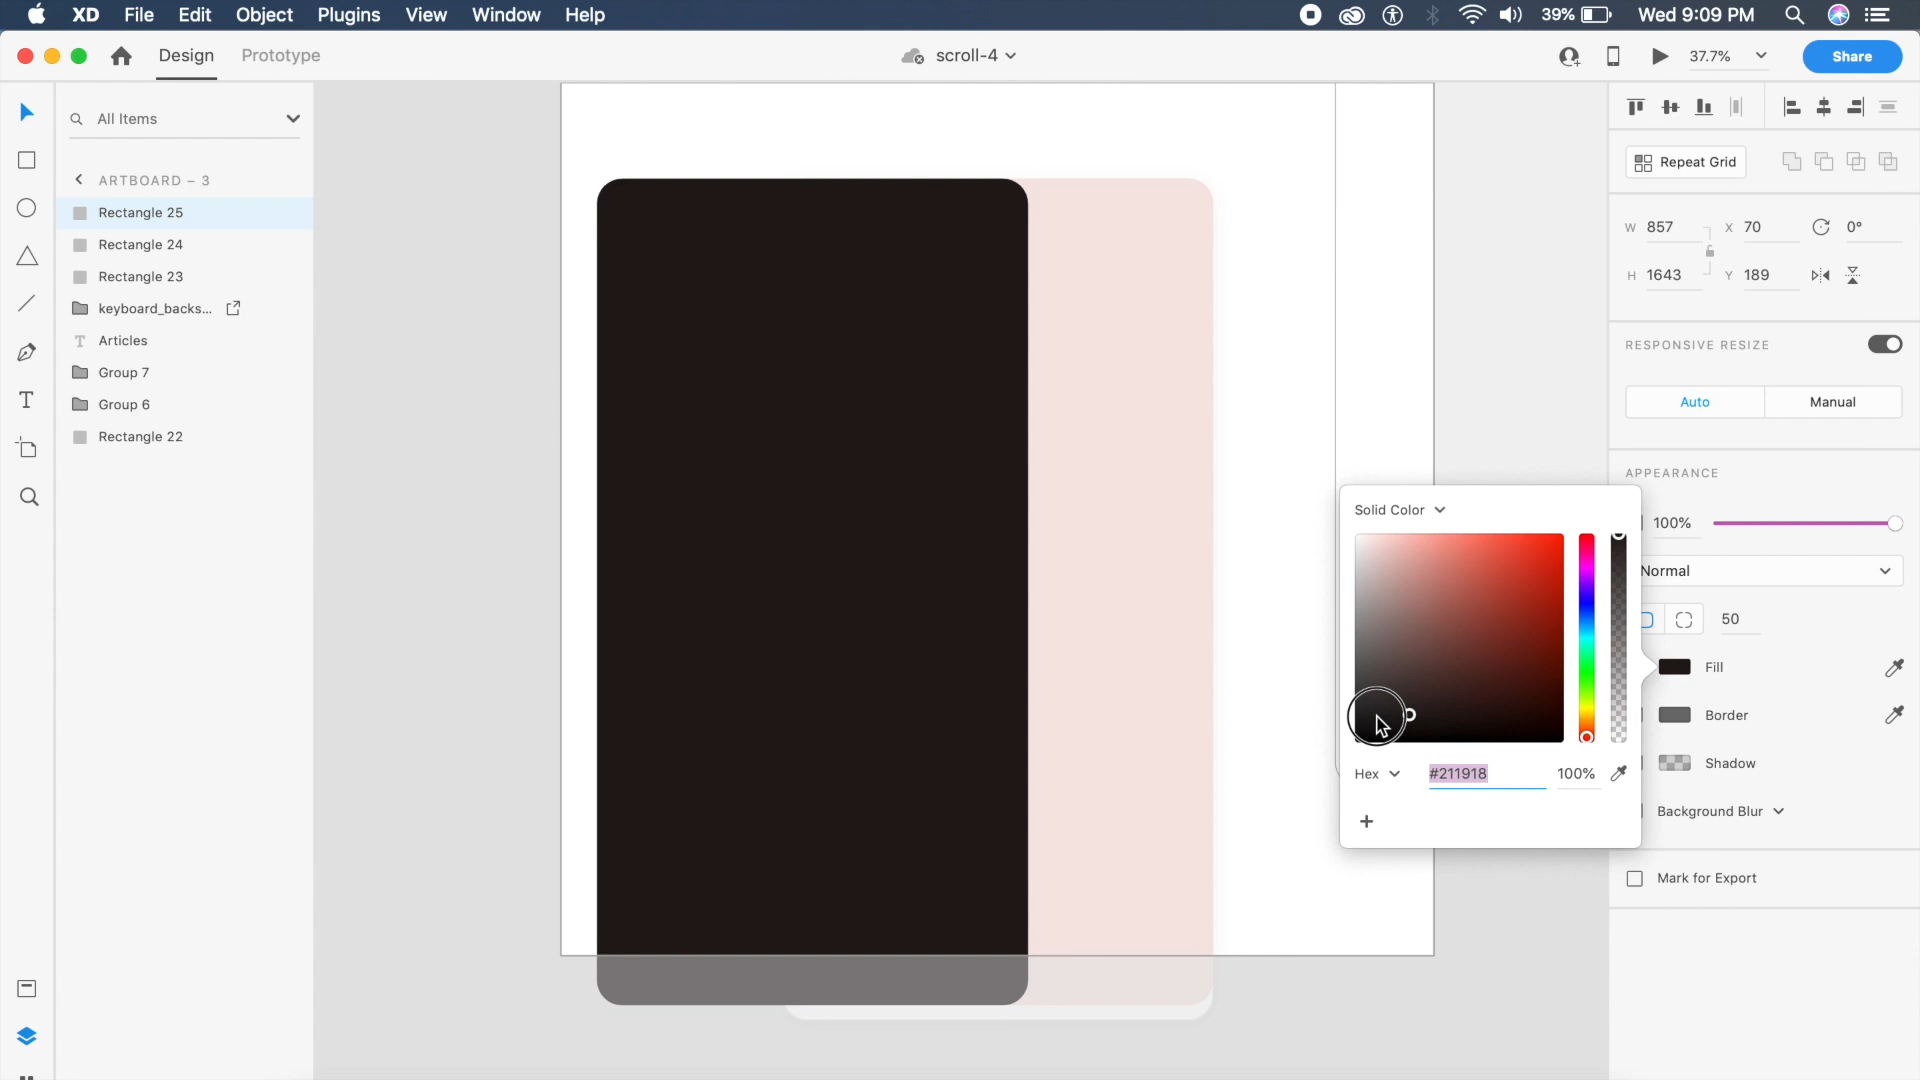 XD File Edit Object Plugins View Window Help 39% Wed 9:09 PM
Design Prototype scroll-4 37.7% Share
All Items
ARTBOARD – 3
Rectangle 25
Rectangle 24
Rectangle 23
keyboard_backs...
Articles
Group 7
Group 6
Rectangle 22
Repeat Grid
W 857 X 70 0°
H 1643 Y 189
RESPONSIVE RESIZE
Auto Manual
APPEARANCE
100%
Normal
50
Fill
Border
Shadow
Background Blur
Mark for Export
Solid Color
Hex #211918 100%